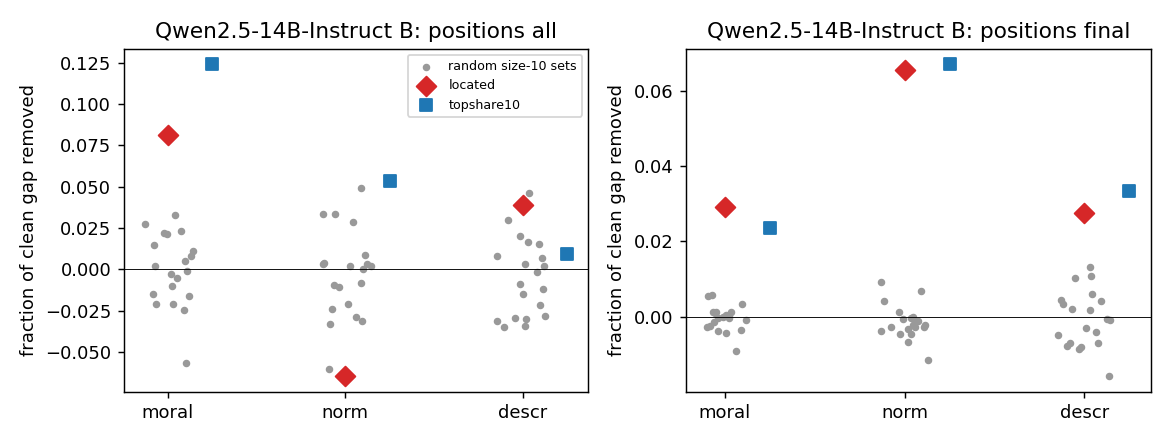 Qwen2.5-14B-Instruct B: positions all
fraction of clean gap removed
0.125
0.100
0.075
0.050
0.025
0.000
−0.025
−0.050
random size-10 sets
located
topshare10
moral
norm
descr
Qwen2.5-14B-Instruct B: positions final
fraction of clean gap removed
0.06
0.04
0.02
0.00
moral
norm
descr